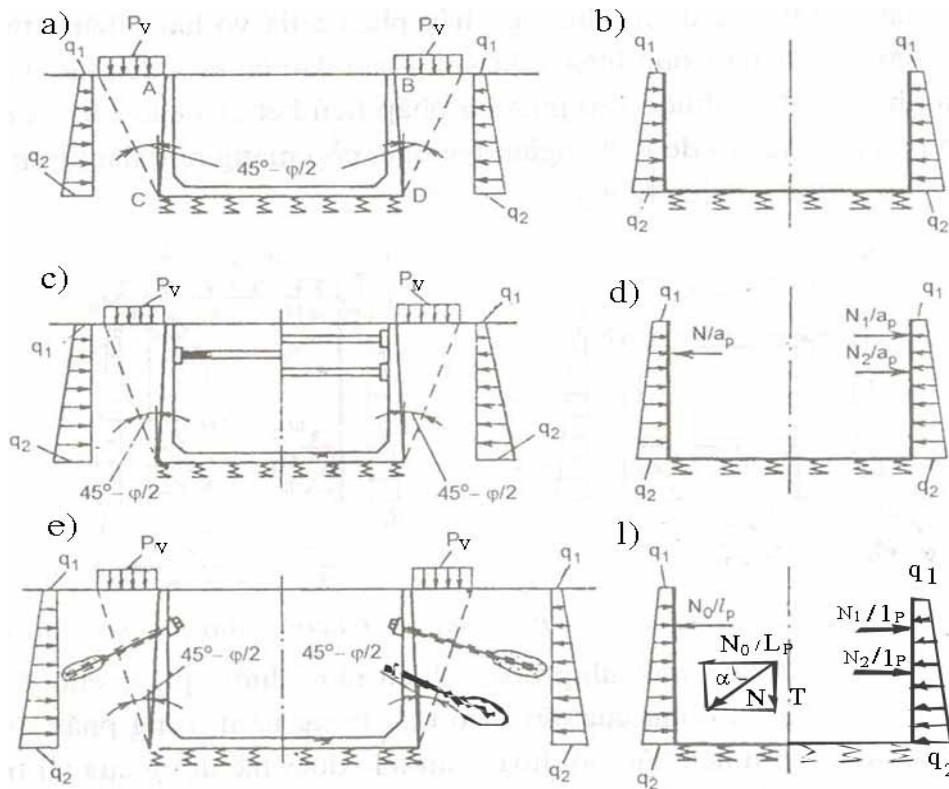 a)
Pv
Pv
b)
q1
A
B
q1
q1
q1
q2
45° – φ/2
q2
C
D
q2
q2
c)
Pv
Pv
d)
q1
q1
q1
q1
N/ap
N1/ap
N2/ap
q2
q2
45° – φ/2
45° – φ/2
q2
q2
e)
Pv
Pv
l)
q1
q1
q1
q1
N0/lp
N1/1P
45° – φ/2
45° – φ/2
N0/LP
N2/1P
α
N
T
q2
q2
q2
q2